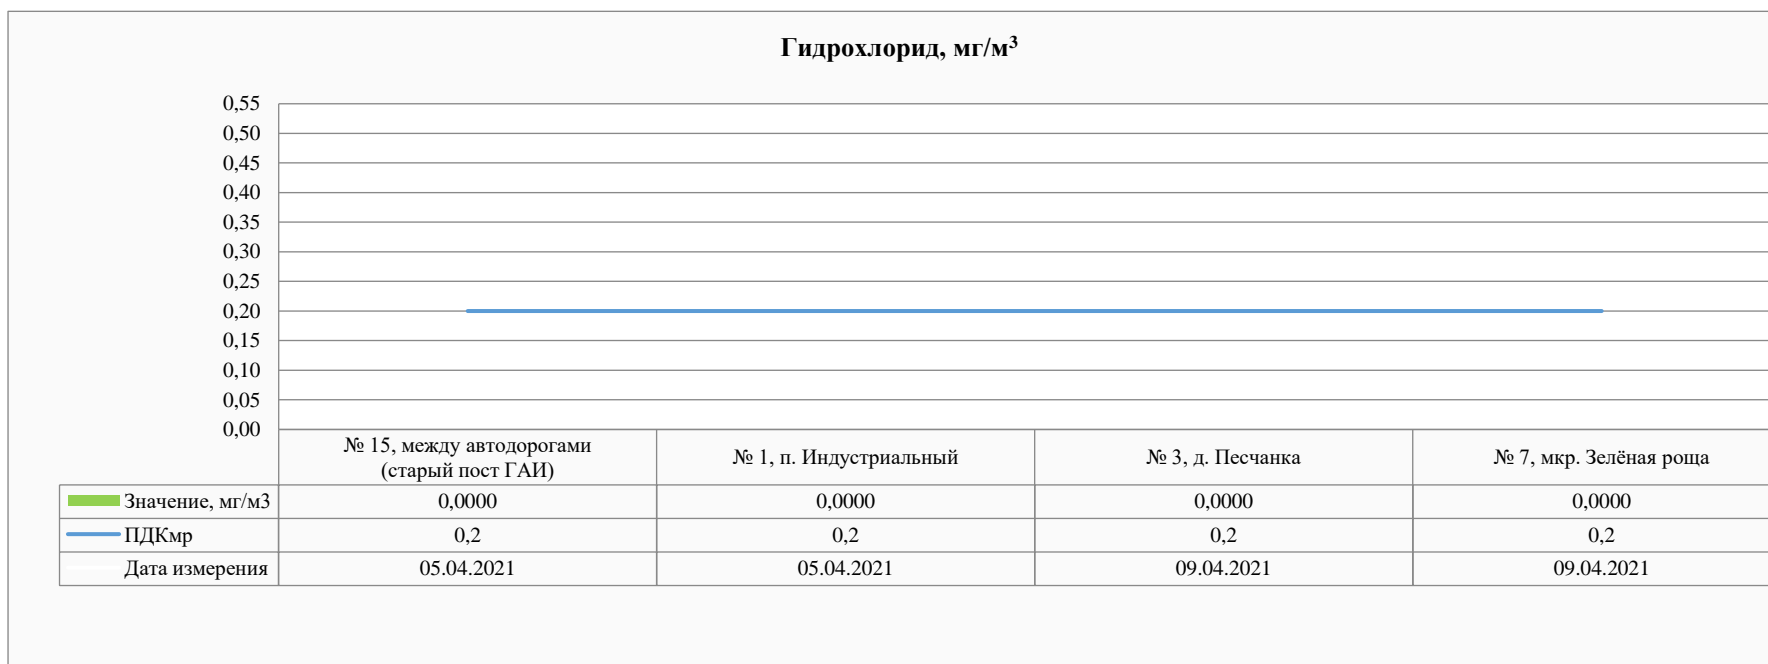 Гидрохлорид, мг/м³
0,55
0,50
0,45
0,40
0,35
0,30
0,25
0,20
0,15
0,10
0,05
0,00
№ 15, между автодорогами
(старый пост ГАИ)
№ 1, п. Индустриальный
№ 3, д. Песчанка
№ 7, мкр. Зелёная роща
Значение, мг/м3 0,0000 0,0000 0,0000 0,0000
ПДКмр 0,2 0,2 0,2 0,2
Дата измерения 05.04.2021 05.04.2021 09.04.2021 09.04.2021